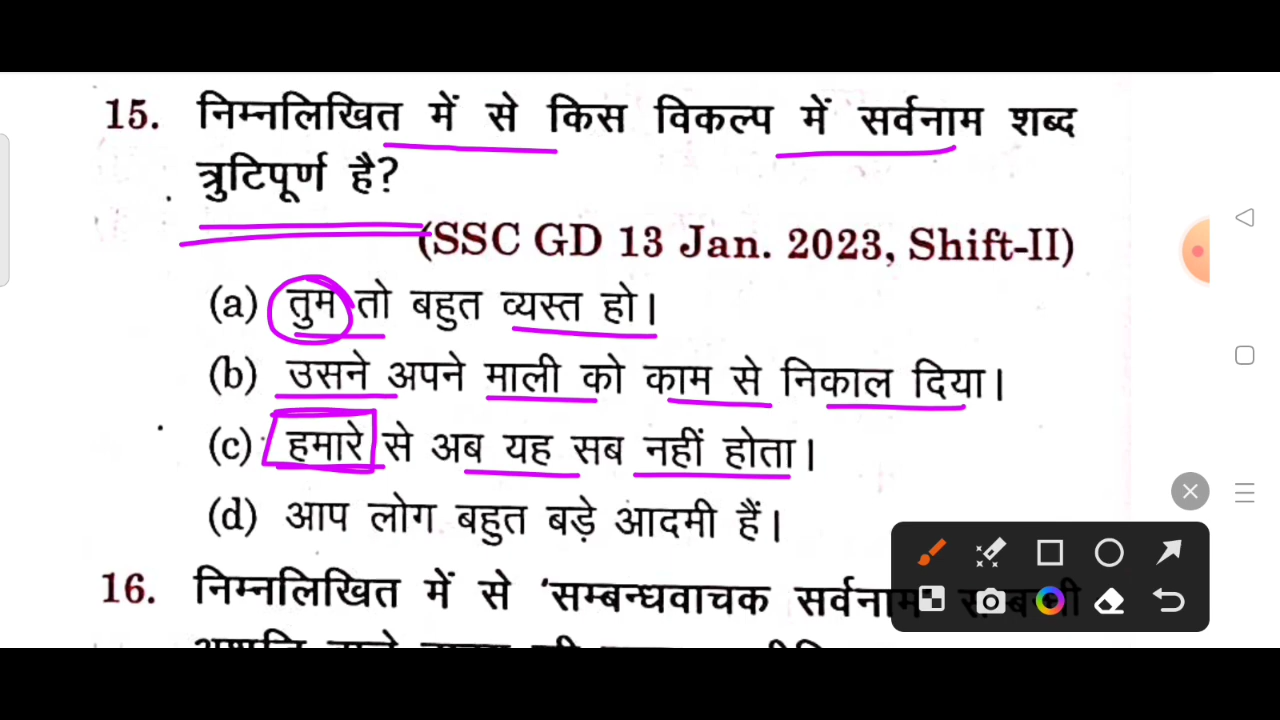 15. निम्नलिखित में से किस विकल्प में सर्वनाम शब्द
त्रुटिपूर्ण है?
(SSC GD 13 Jan. 2023, Shift-II)
(a) तुम तो बहुत व्यस्त हो।
(b) उसने अपने माली को काम से निकाल दिया।
(c) हमारे से अब यह सब नहीं होता।
(d) आप लोग बहुत बड़े आदमी हैं।
16. निम्नलिखित में से 'सम्बन्धवाचक सर्वनाम